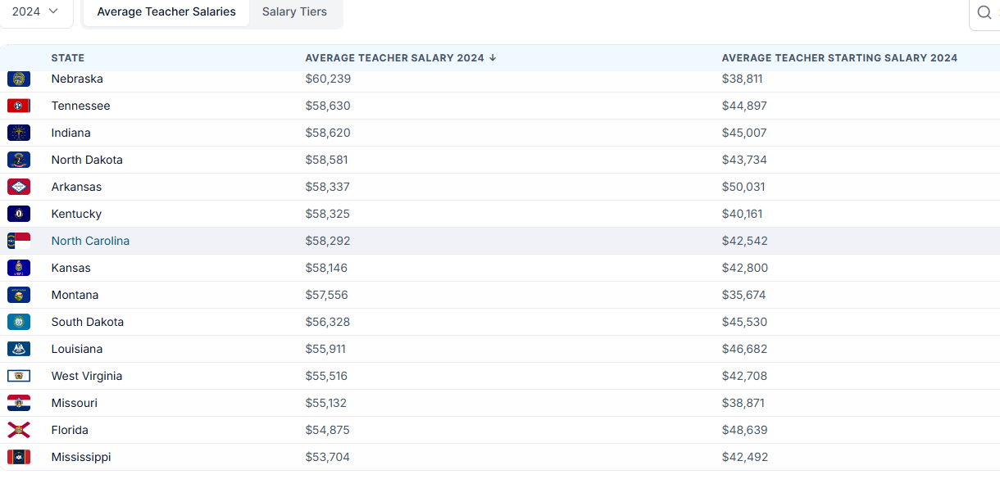 2024 Average Teacher Salaries Salary Tiers
STATE AVERAGE TEACHER SALARY 2024 ↓ AVERAGE TEACHER STARTING SALARY 2024
Nebraska $60,239 $38,811
Tennessee $58,630 $44,897
Indiana $58,620 $45,007
North Dakota $58,581 $43,734
Arkansas $58,337 $50,031
Kentucky $58,325 $40,161
North Carolina $58,292 $42,542
Kansas $58,146 $42,800
Montana $57,556 $35,674
South Dakota $56,328 $45,530
Louisiana $55,911 $46,682
West Virginia $55,516 $42,708
Missouri $55,132 $38,871
Florida $54,875 $48,639
Mississippi $53,704 $42,492